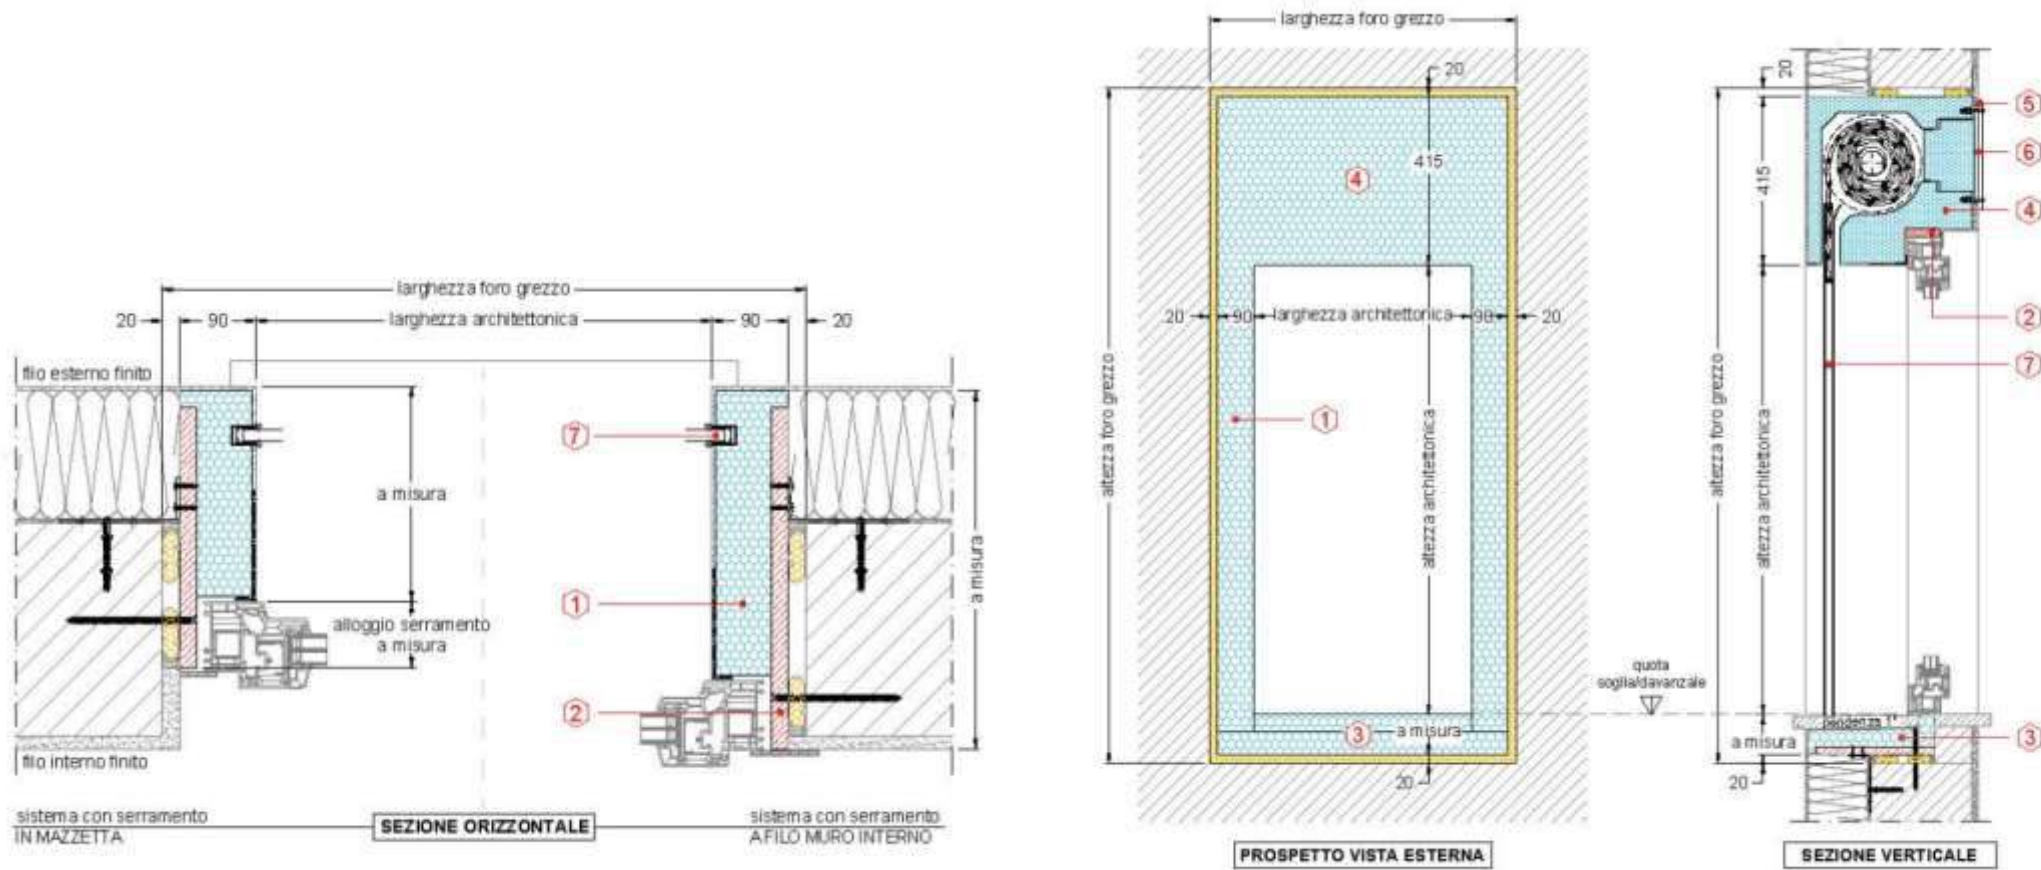 larghezza foro grezzo
20
90
larghezza architettonica
90
20
filo esterno finito
a misura
7
1
alloggio serramento
a misura
2
a misura
filo interno finito
sistema con serramento
IN MAZZETTA
SEZIONE ORIZZONTALE
sistema con serramento
A FILO MURO INTERNO
larghezza foro grezzo
20
415
4
20
90
larghezza architettonica
90
20
altezza foro grezzo
1
altezza architettonica
quota
soglia/davanzale
3
a misura
20
PROSPETTO VISTA ESTERNA
20
5
6
415
4
2
7
altezza foro grezzo
altezza architettonica
pendenza 1°
a misura
3
20
SEZIONE VERTICALE